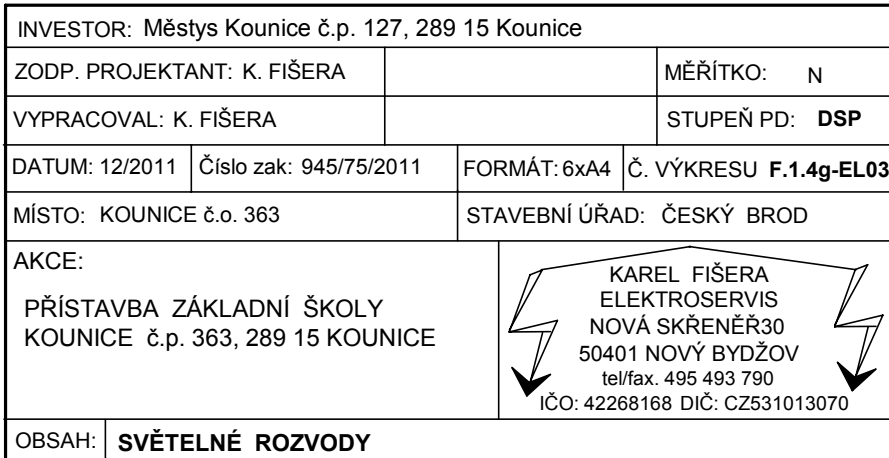 INVESTOR: Městys Kounice č.p. 127, 289 15 Kounice
ZODP. PROJEKTANT: K. FIŠERA
MĚŘÍTKO: N
VYPRACOVAL: K. FIŠERA
STUPEŇ PD: DSP
DATUM: 12/2011 Číslo zak: 945/75/2011 FORMÁT: 6xA4 Č. VÝKRESU F.1.4g-EL03
MÍSTO: KOUNICE č.o. 363 STAVEBNÍ ÚŘAD: ČESKÝ BROD
AKCE:
PŘÍSTAVBA ZÁKLADNÍ ŠKOLY
KOUNICE č.p. 363, 289 15 KOUNICE
KAREL FIŠERA
ELEKTROSERVIS
NOVÁ SKŘENĚŘ30
50401 NOVÝ BYDŽOV
tel/fax. 495 493 790
IČO: 42268168 DIČ: CZ531013070
OBSAH: SVĚTELNÉ ROZVODY